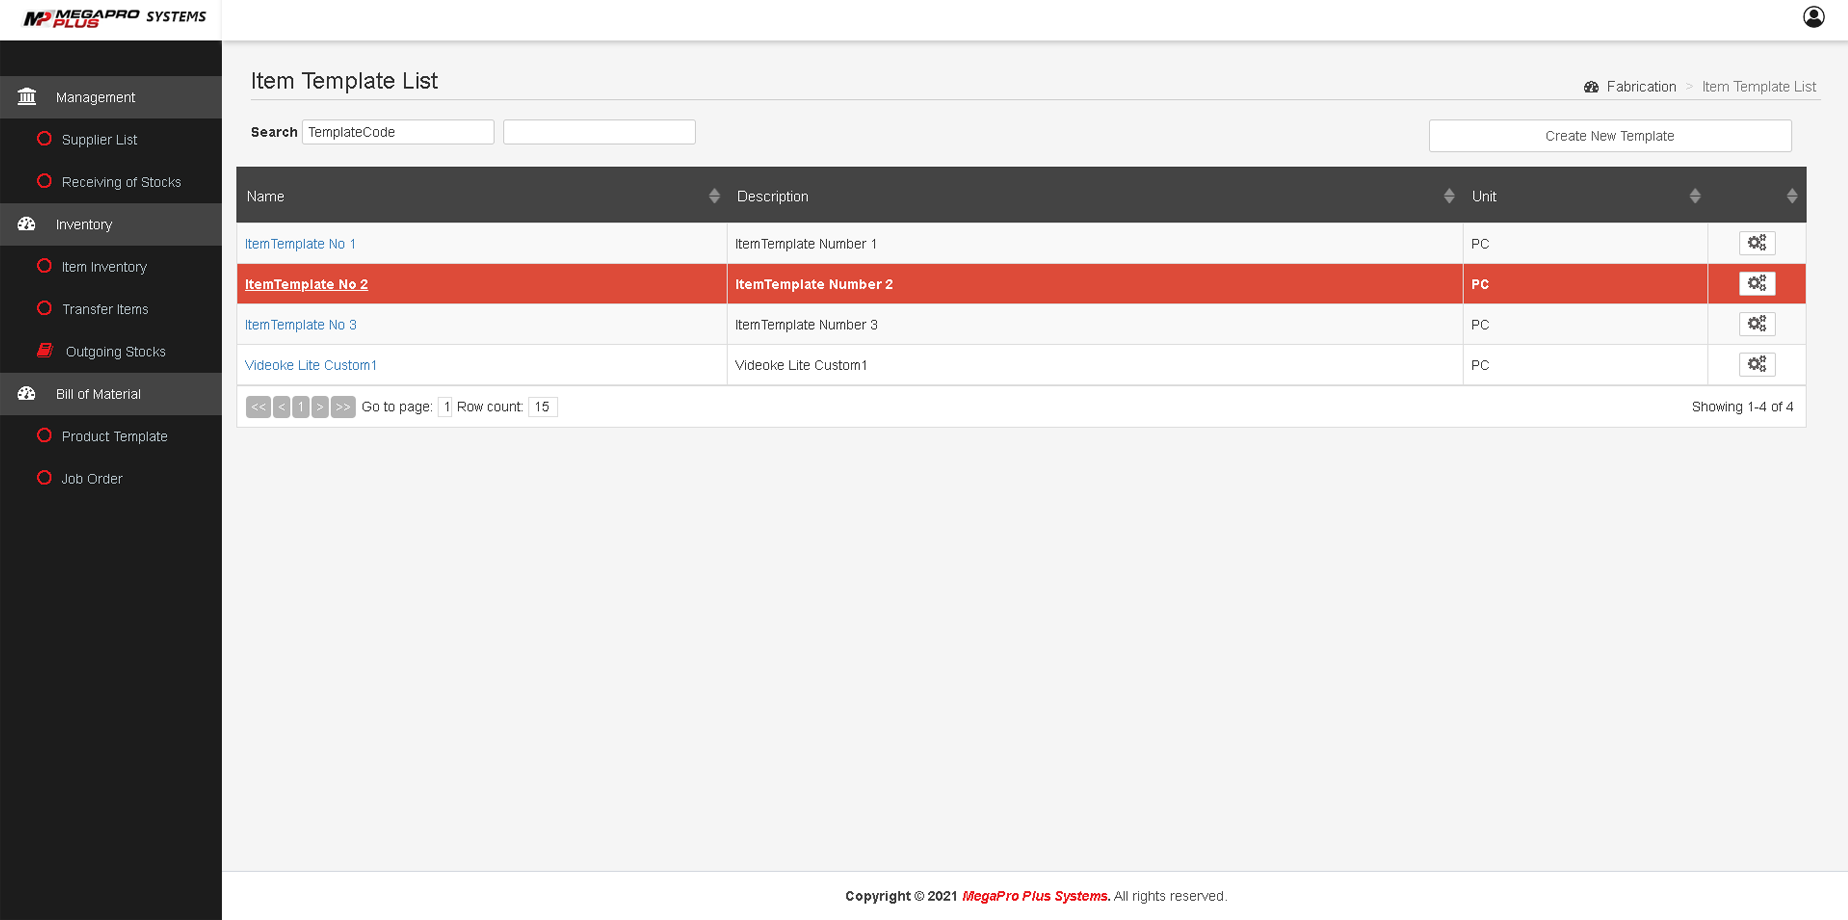 MP MEGAPRO PLUS SYSTEMS
Management
Supplier List
Receiving of Stocks
Inventory
Item Inventory
Transfer Items
Outgoing Stocks
Bill of Material
Product Template
Job Order
Item Template List
Fabrication > Item Template List
Search TemplateCode
Create New Template
Name Description Unit
ItemTemplate No 1 ItemTemplate Number 1 PC
ItemTemplate No 2 ItemTemplate Number 2 PC
ItemTemplate No 3 ItemTemplate Number 3 PC
Videoke Lite Custom1 Videoke Lite Custom1 PC
<< < 1 > >> Go to page: 1 Row count: 15 Showing 1-4 of 4
Copyright © 2021 MegaPro Plus Systems. All rights reserved.